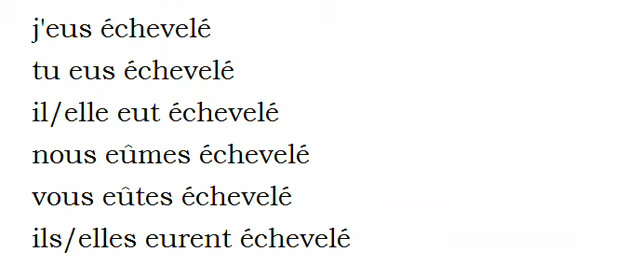 j'eus échevelé
tu eus échevelé
il/elle eut échevelé
nous eûmes échevelé
vous eûtes échevelé
ils/elles eurent échevelé